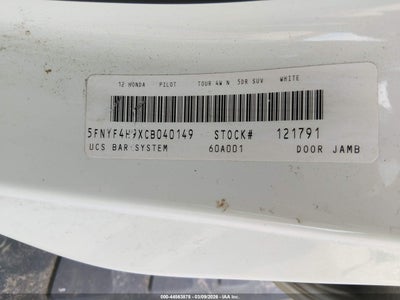 12 HONDA PILOT TOUR 4W N 5DR SUV WHITE
5FNYF4H9XCB040149 STOCK# 121791
UCS BAR SYSTEM 60A001 DOOR JAMB
000-44563878 | 03/09/2026 | IAA Inc.